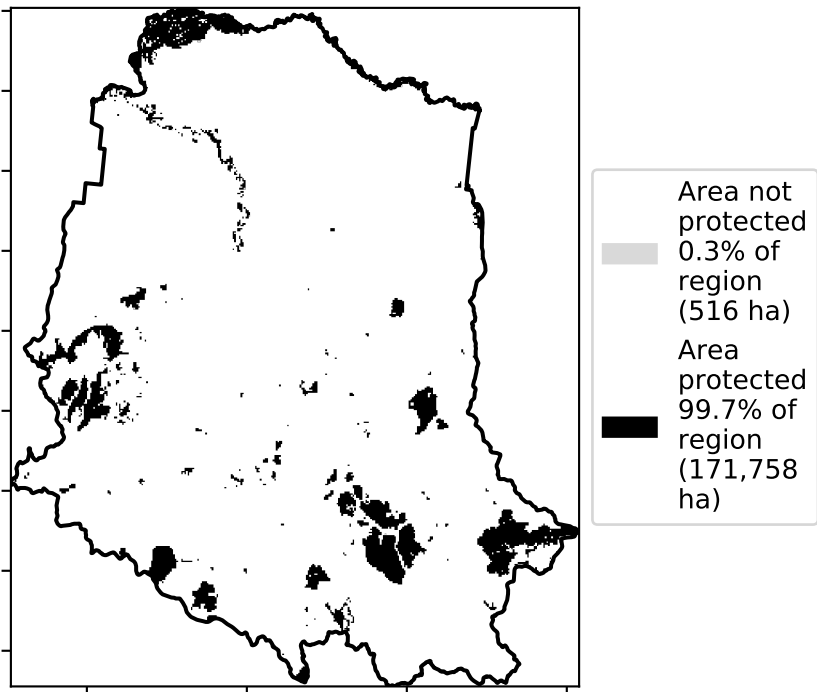 Area not
protected
0.3% of
region
(516 ha)
Area
protected
99.7% of
region
(171,758
ha)